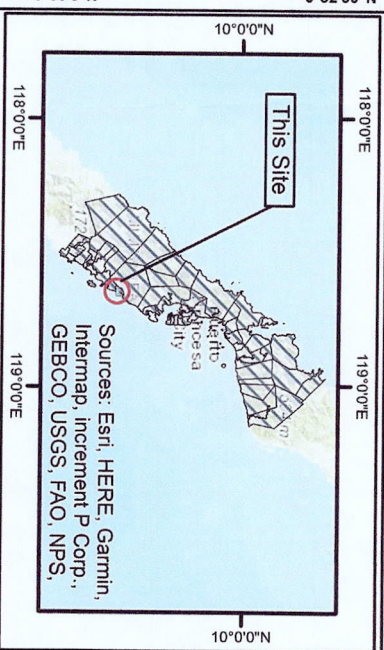 10°0'0"N
118°0'0"E
118°0'0"E
This Site
119°0'0"E
119°0'0"E
Sources: Esri, HERE, Garmin,
Intermap, increment P Corp.,
GEBCO, USGS, FAO, NPS,
10°0'0"N